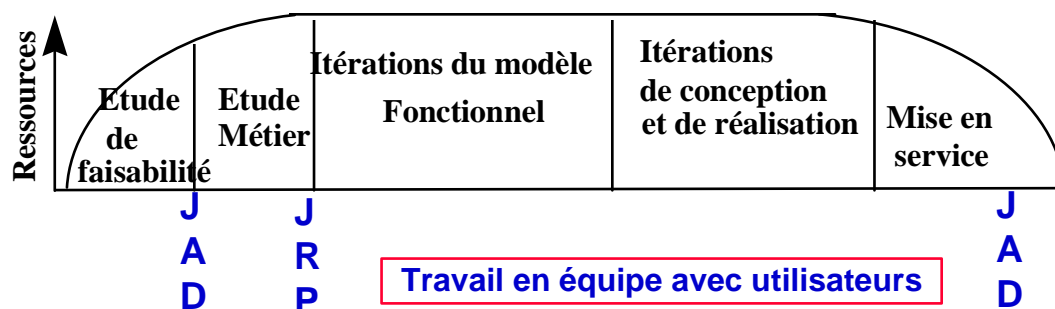 Ressources
Etude
de
faisabilité
Etude
Métier
Itérations du modèle
Fonctionnel
Itérations
de conception
et de réalisation
Mise en
service
J
A
D
J
R
P
Travail en équipe avec utilisateurs
J
A
D